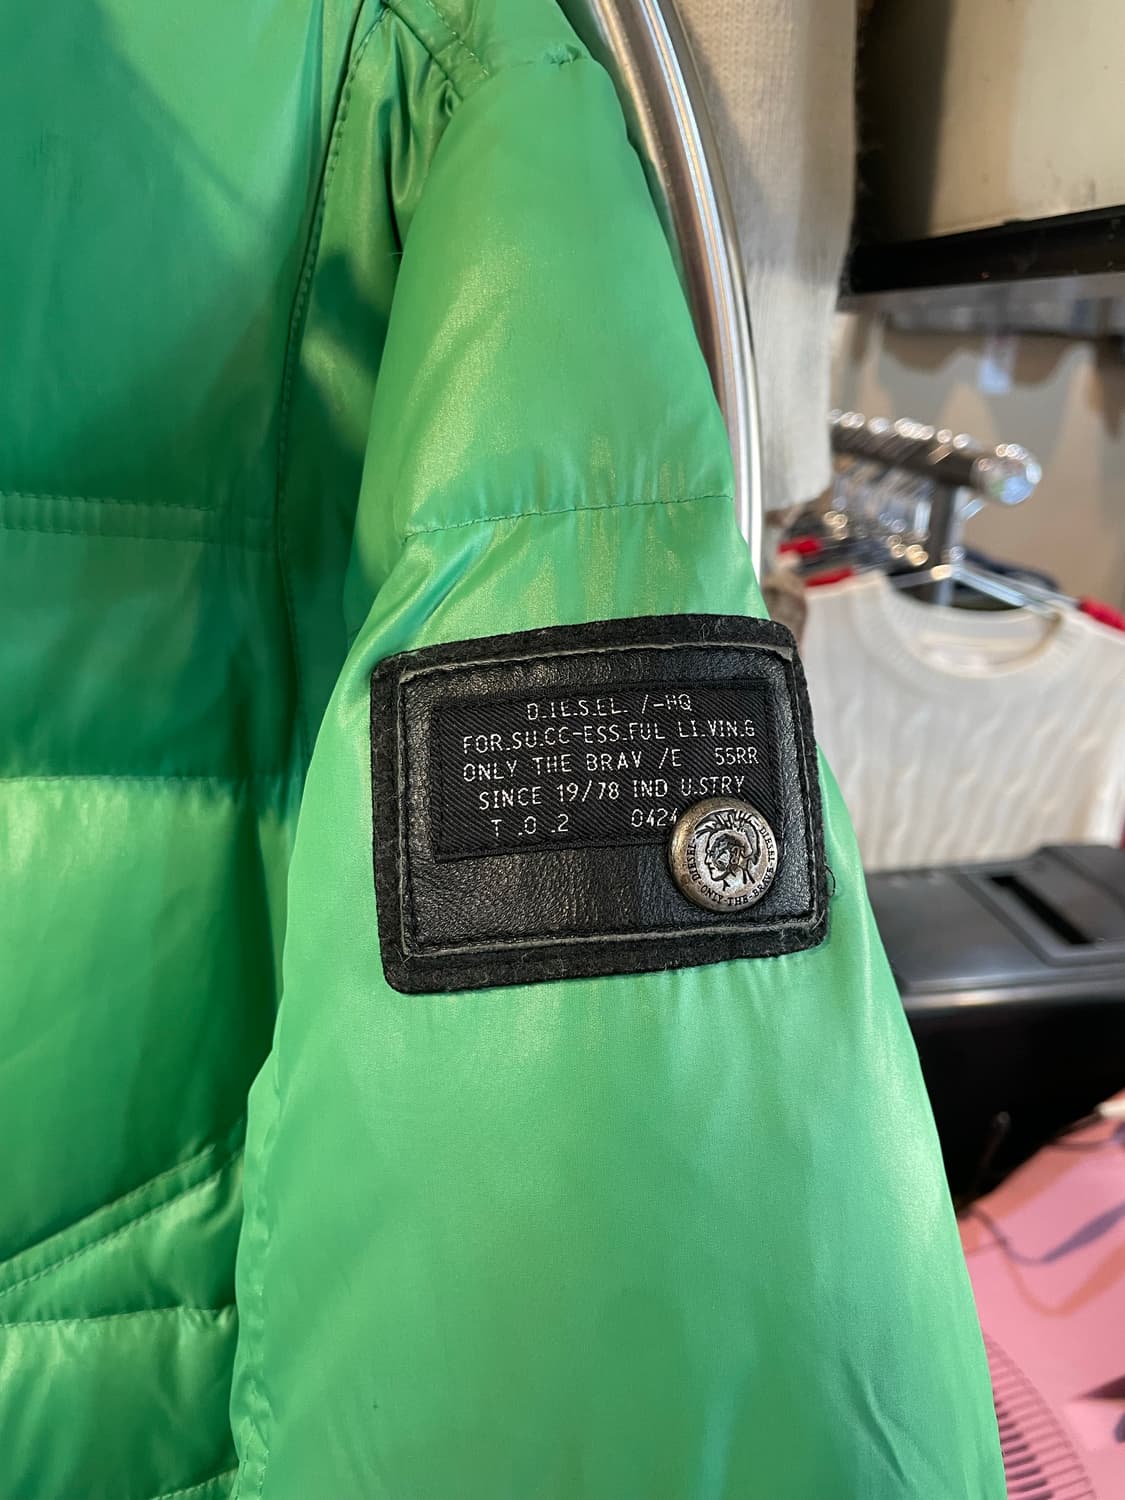 D.IE.S.EL. /-HQ
FOR.SU.CC-ESS.FUL LI.VIN.G
ONLY THE BRAV /E 55RR
SINCE 19/78 IND U.STRY
T .O .2 0424
DIESEL·ONLY·THE·BRAVE·DIESEL